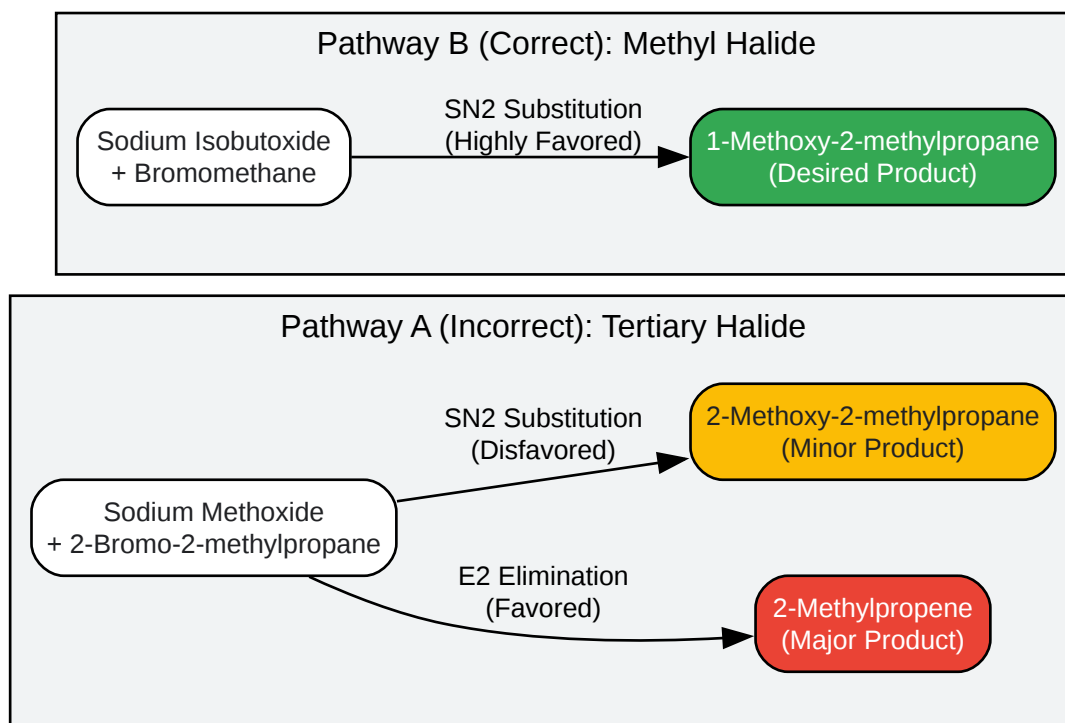 Pathway B (Correct): Methyl Halide
Sodium Isobutoxide
+ Bromomethane
SN2 Substitution
(Highly Favored)
1-Methoxy-2-methylpropane
(Desired Product)
Pathway A (Incorrect): Tertiary Halide
Sodium Methoxide
+ 2-Bromo-2-methylpropane
SN2 Substitution
(Disfavored)
2-Methoxy-2-methylpropane
(Minor Product)
E2 Elimination
(Favored)
2-Methylpropene
(Major Product)